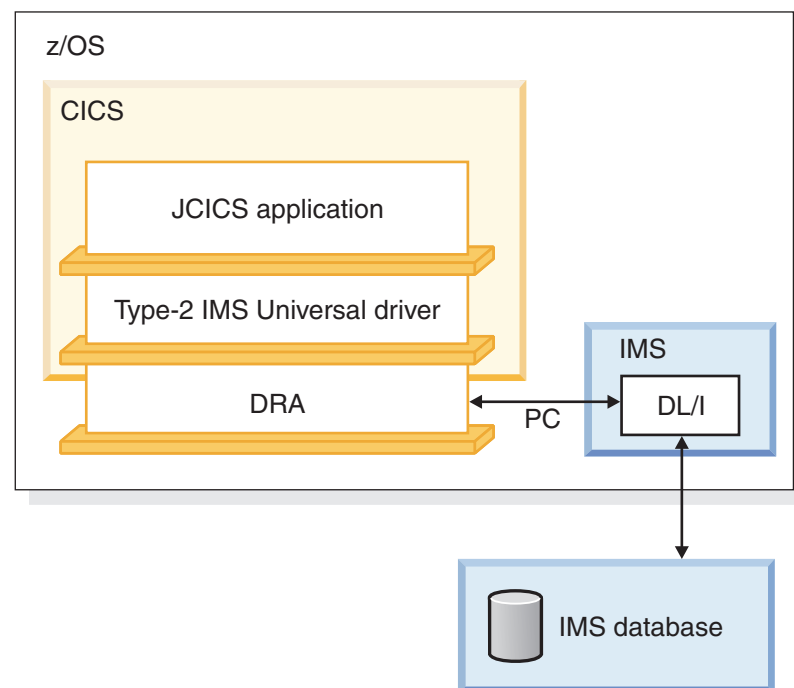 z/OS
CICS
JCICS application
Type-2 IMS Universal driver
IMS
DRA
PC
DL/I
IMS database